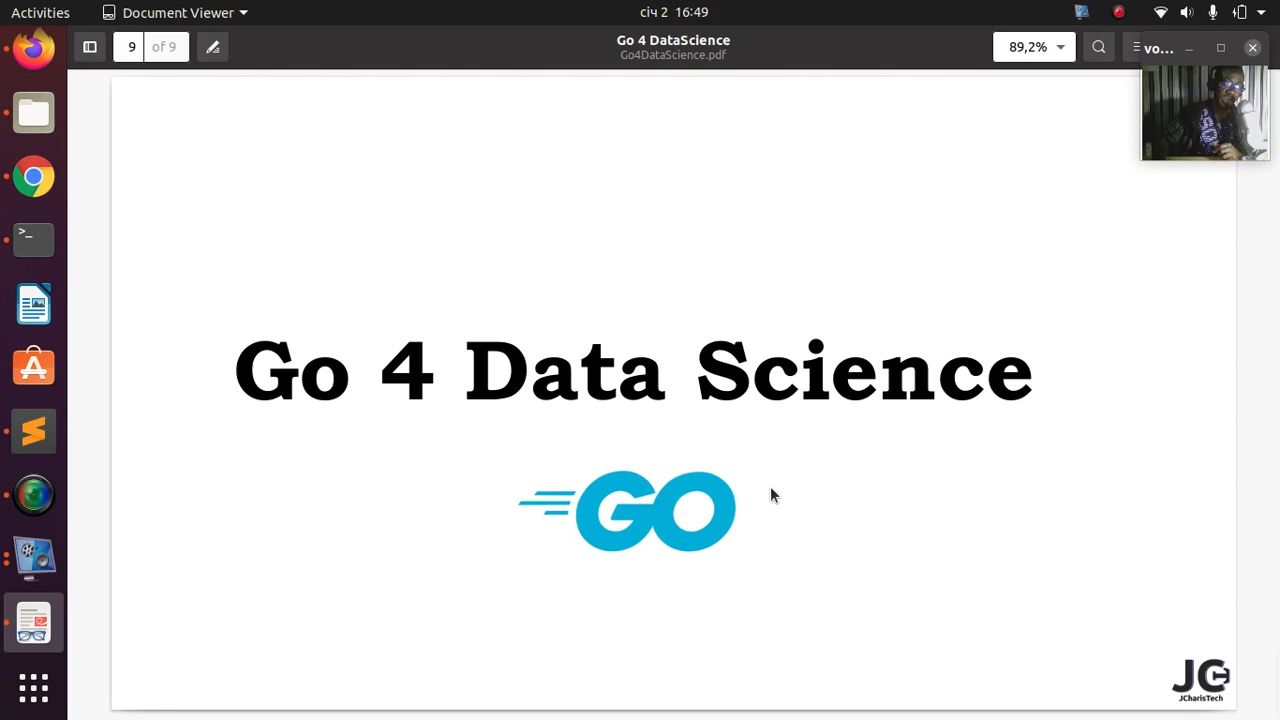 Activities
Document Viewer
січ 2 16:49
9 of 9
Go 4 DataScience
Go4DataScience.pdf
89,2%
vo...
Go 4 Data Science
GO
JC
JCharisTech